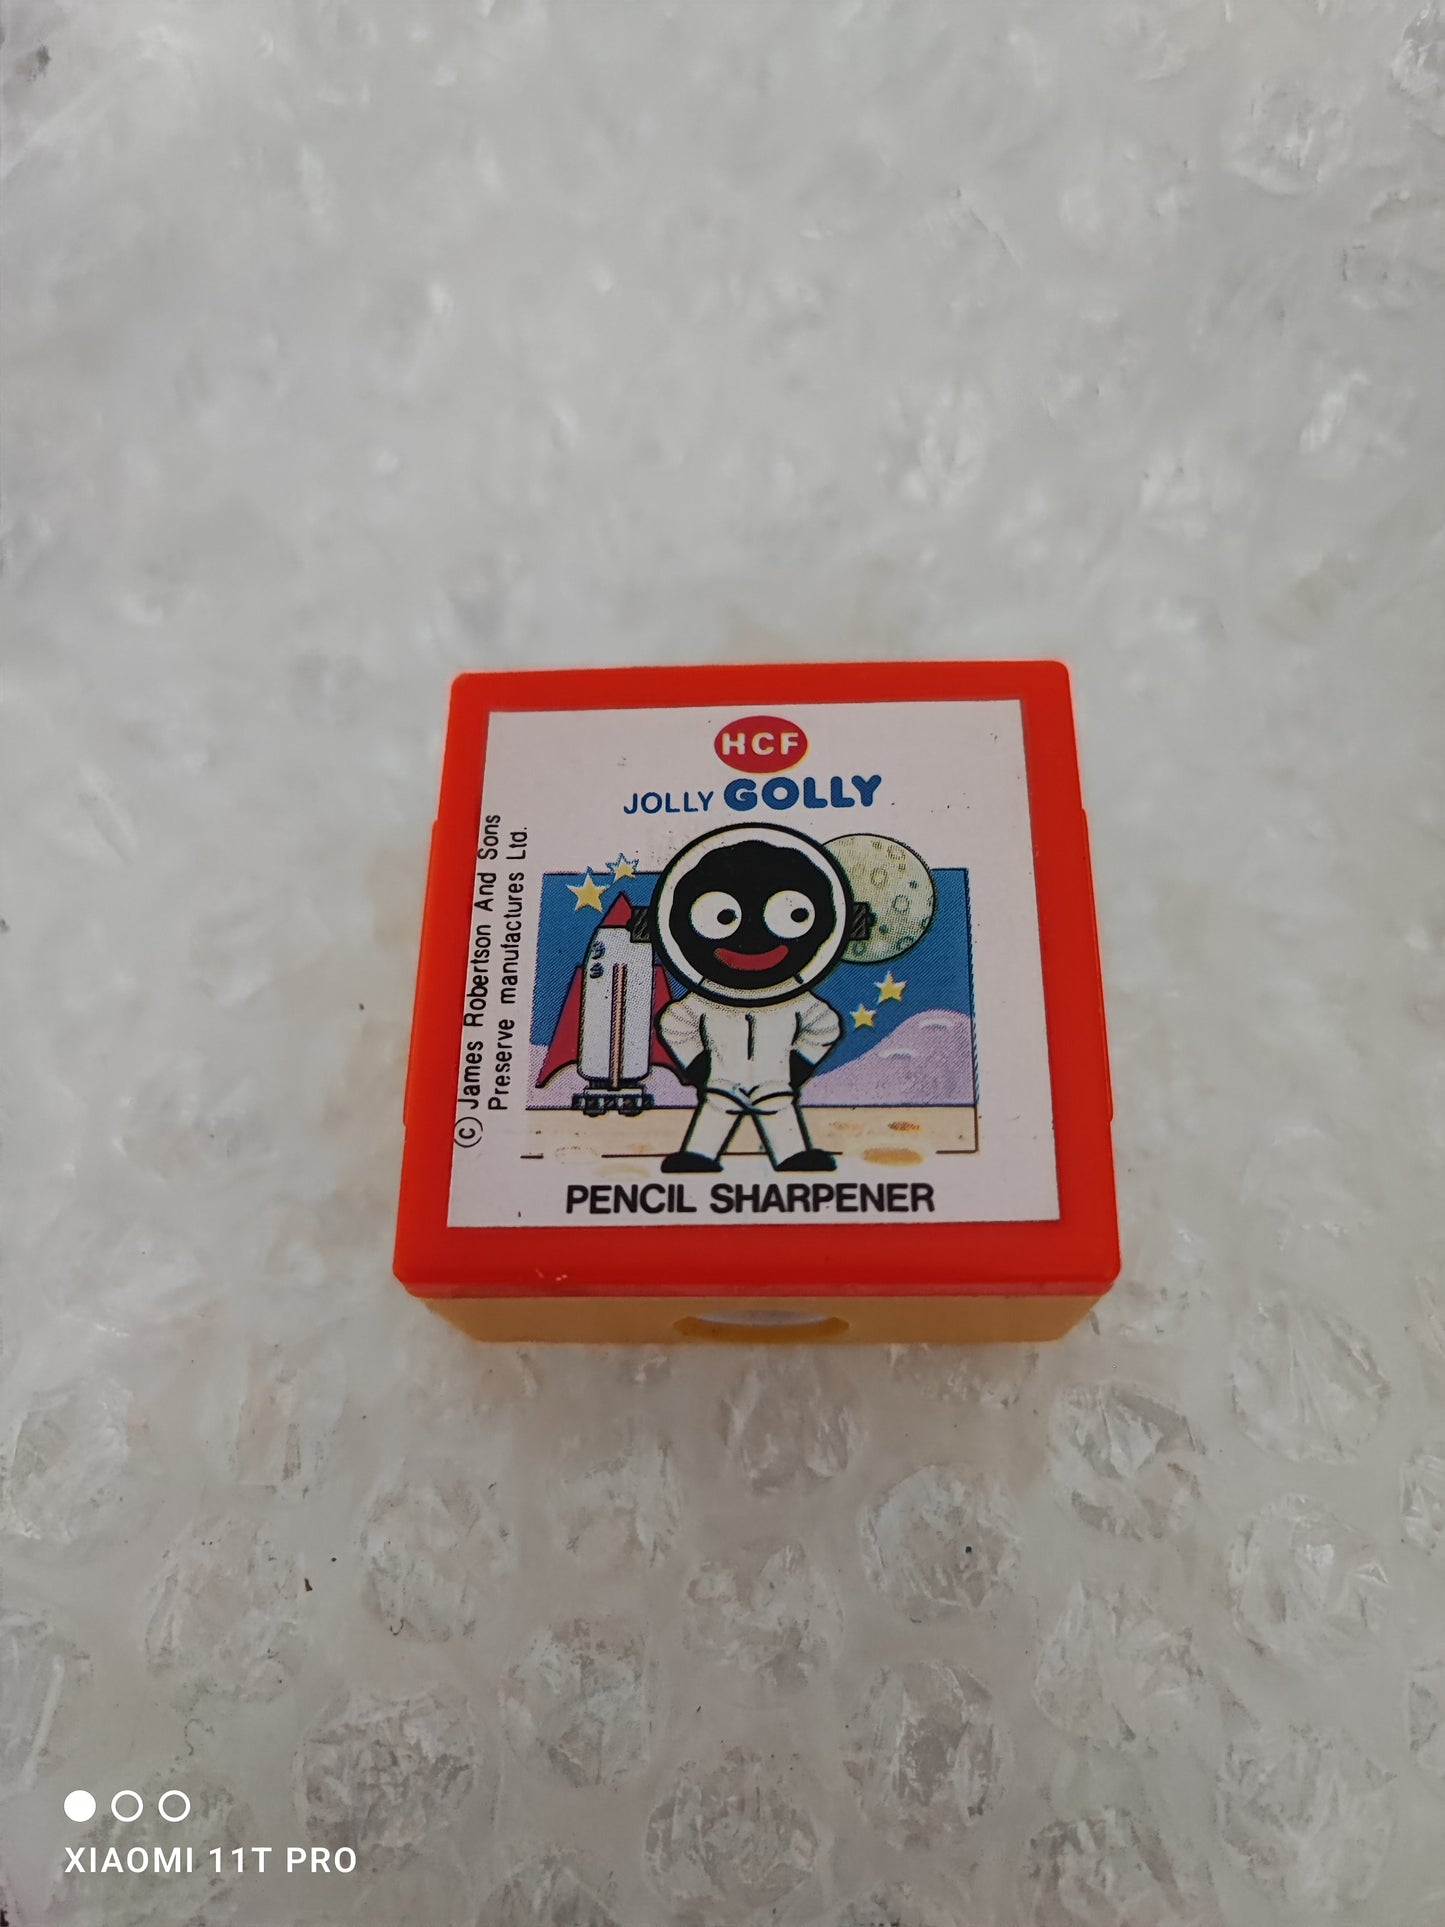 HCF
JOLLY GOLLY
© James Robertson And Sons
Preserve manufactures Ltd.
PENCIL SHARPENER
XIAOMI 11T PRO